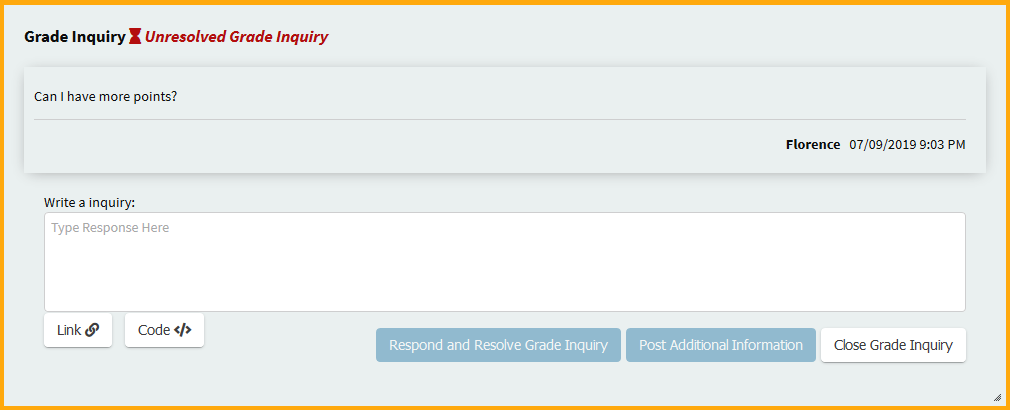 Grade Inquiry Unresolved Grade Inquiry
Can I have more points?
Florence 07/09/2019 9:03 PM
Write a inquiry:
Type Response Here
Link Code </>
Respond and Resolve Grade Inquiry Post Additional Information Close Grade Inquiry